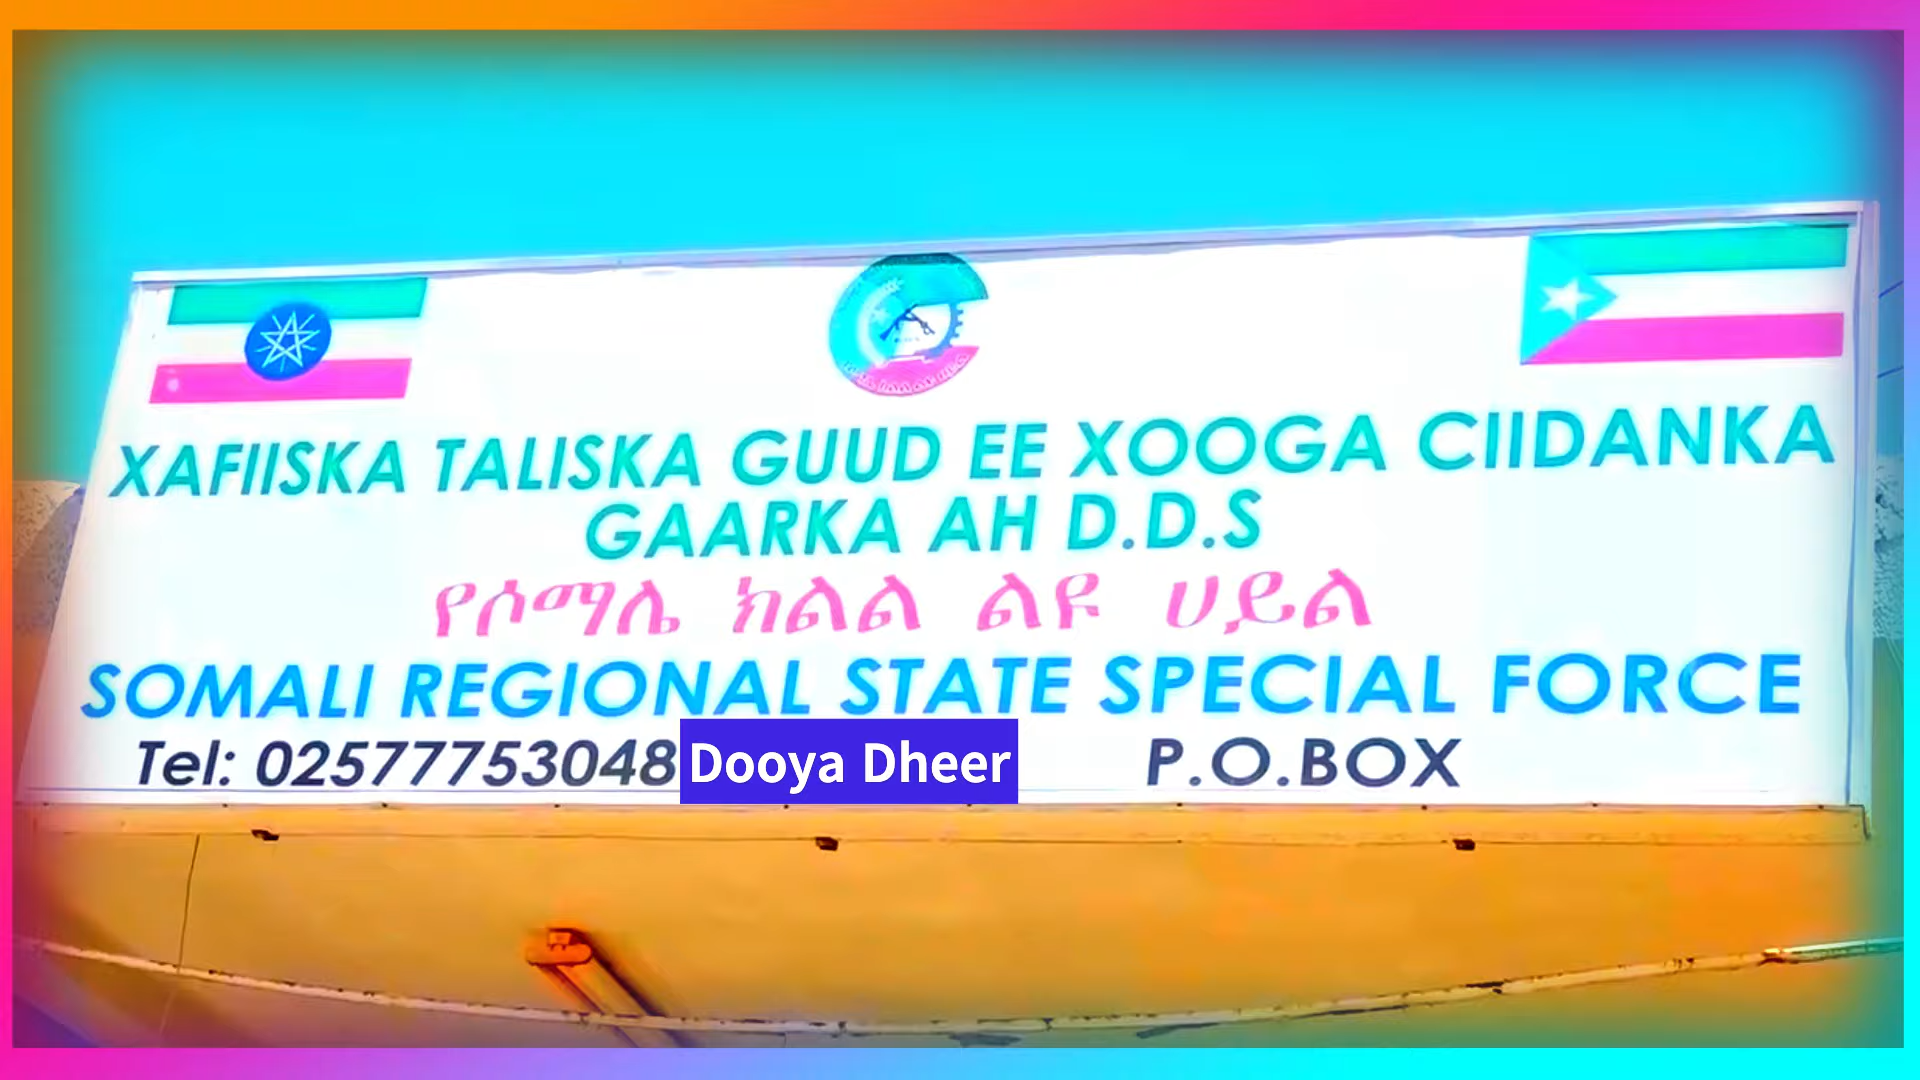 XAFIISKA TALISKA GUUD EE XOOGA CIIDANKA
GAARKA AH D.D.S
የሶማሌ ክልል ልዩ ሀይል
SOMALI REGIONAL STATE SPECIAL FORCE
Tel: 02577753048 Dooya Dheer P.O.BOX